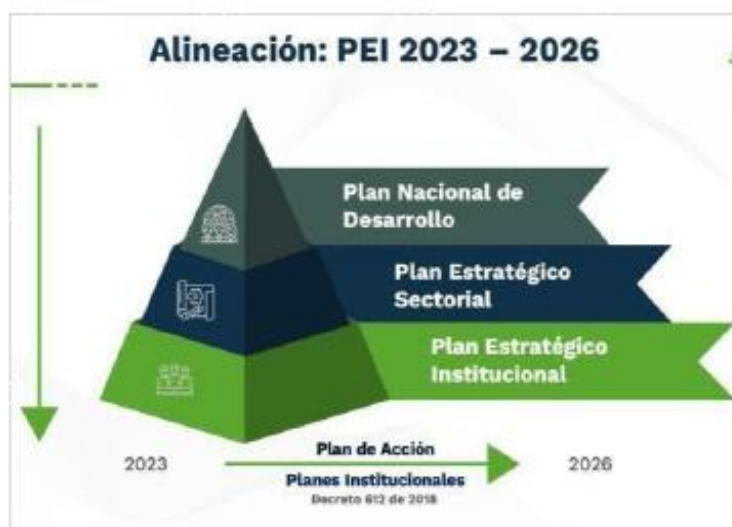 Alineación: PEI 2023 – 2026
Plan Nacional de
Desarrollo
Plan Estratégico
Sectorial
Plan Estratégico
Institucional
2023
Plan de Acción
Planes Institucionales
Decreto 612 de 2018
2026